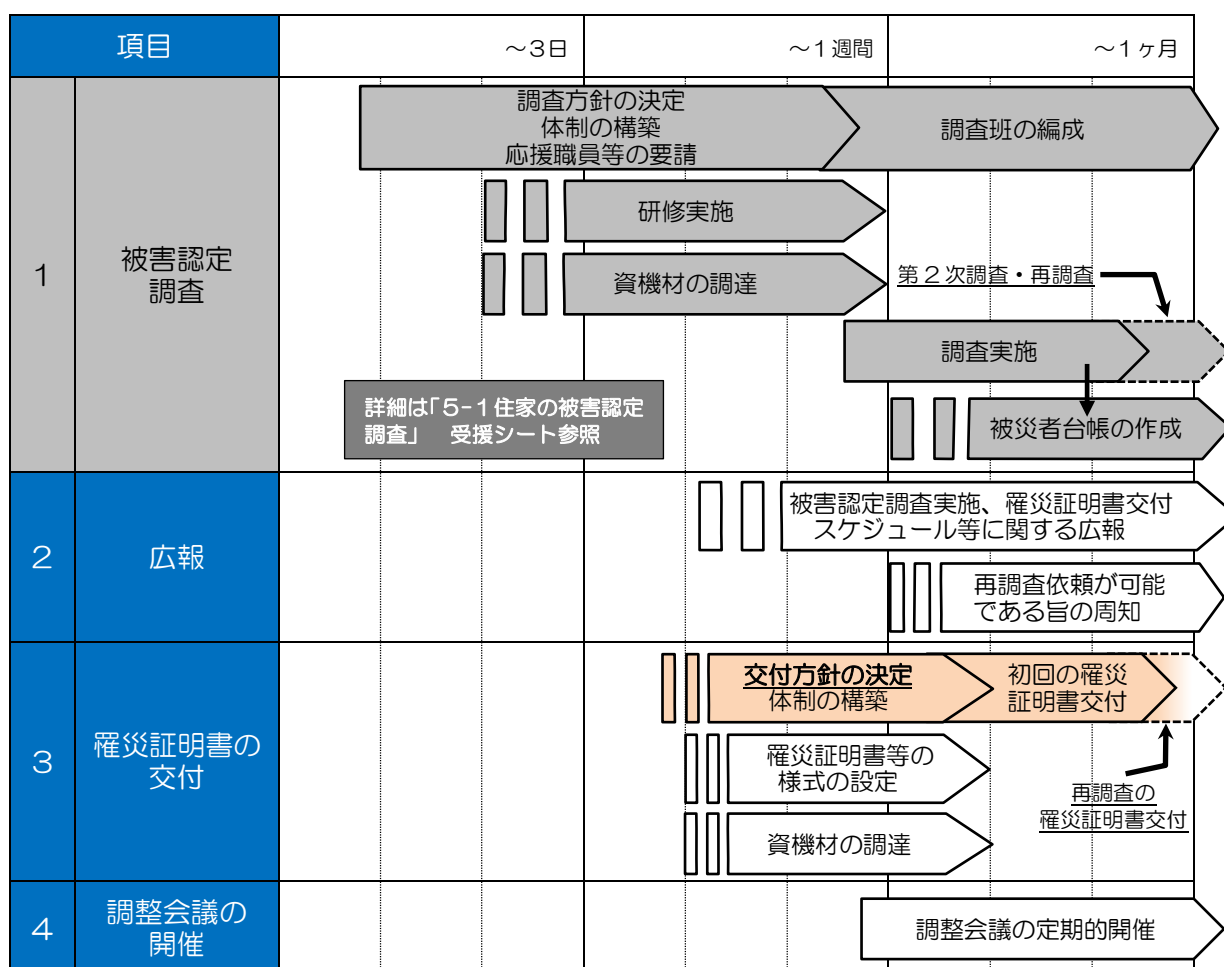 項目
～3日
～1週間
～1ヶ月
1
被害認定
調査
調査方針の決定
体制の構築
応援職員等の要請
調査班の編成
研修実施
資機材の調達
第2次調査・再調査
調査実施
詳細は「5-1住家の被害認定
調査」　受援シート参照
被災者台帳の作成
2
広報
被害認定調査実施、罹災証明書交付
スケジュール等に関する広報
再調査依頼が可能
である旨の周知
3
罹災証明書の
交付
交付方針の決定
体制の構築
初回の罹災
証明書交付
罹災証明書等の
様式の設定
再調査の
罹災証明書交付
資機材の調達
4
調整会議の
開催
調整会議の定期的開催